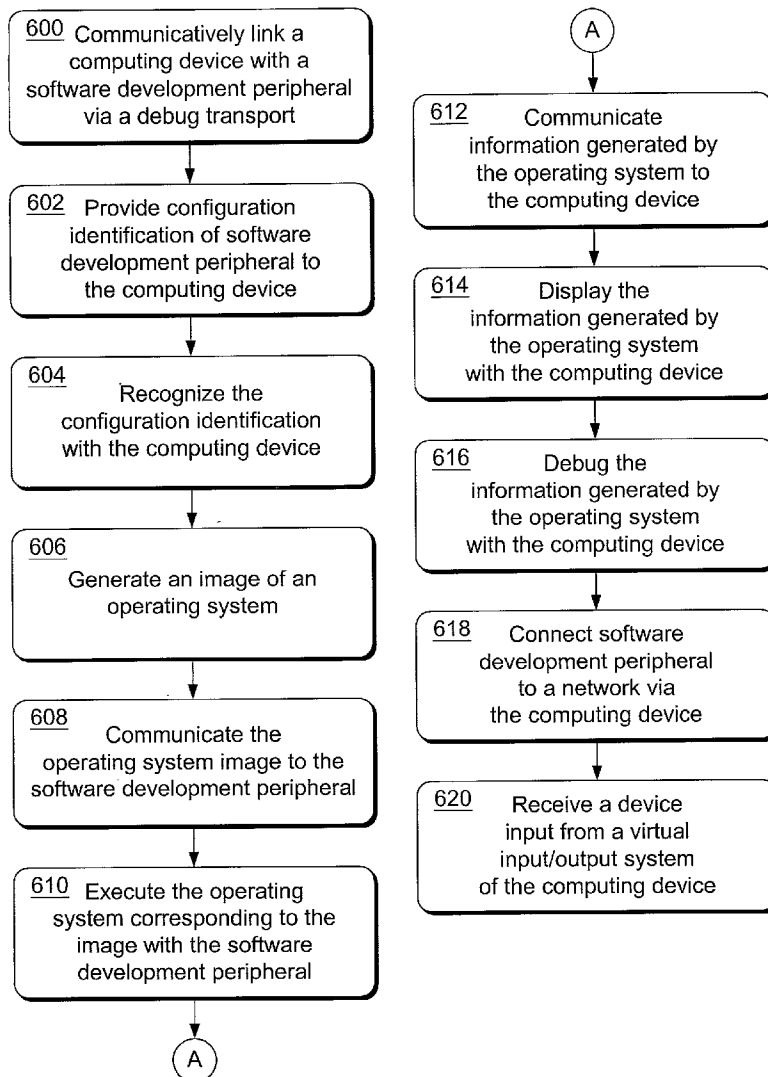 600 Communicatively link a
computing device with a
software development peripheral
via a debug transport
602 Provide configuration
identification of software
development peripheral to
the computing device
604 Recognize the
configuration identification
with the computing device
606
Generate an image of an
operating system
608 Communicate the
operating system image to the
software development peripheral
610 Execute the operating
system corresponding to the
image with the software
development peripheral
A
A
612 Communicate
information generated by
the operating system to
the computing device
614 Display the
information generated by
the operating system
with the computing device
616 Debug the
information generated by
the operating system
with the computing device
618 Connect software
development peripheral
to a network via
the computing device
620 Receive a device
input from a virtual
input/output system
of the computing device